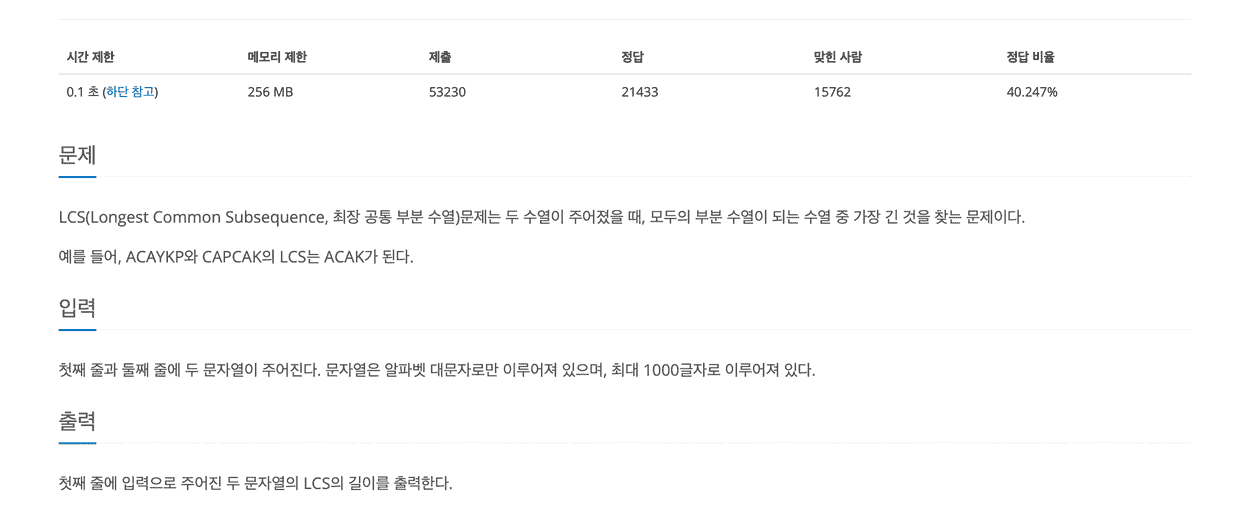 시간 제한 메모리 제한 제출 정답 맞힌 사람 정답 비율
0.1 초 (하단 참고) 256 MB 53230 21433 15762 40.247%
문제
LCS(Longest Common Subsequence, 최장 공통 부분 수열)문제는 두 수열이 주어졌을 때, 모두의 부분 수열이 되는 수열 중 가장 긴 것을 찾는 문제이다.
예를 들어, ACAYKP와 CAPCAK의 LCS는 ACAK가 된다.
입력
첫째 줄과 둘째 줄에 두 문자열이 주어진다. 문자열은 알파벳 대문자로만 이루어져 있으며, 최대 1000글자로 이루어져 있다.
출력
첫째 줄에 입력으로 주어진 두 문자열의 LCS의 길이를 출력한다.